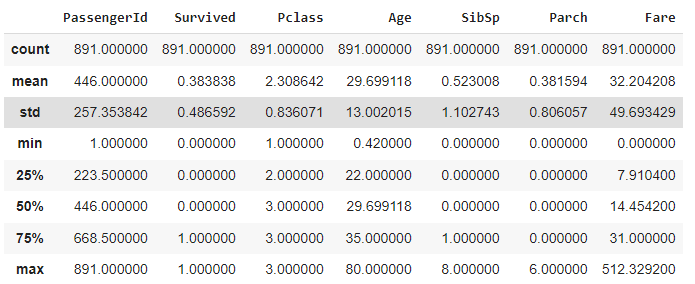 PassengerId Survived Pclass Age SibSp Parch Fare
count 891.000000 891.000000 891.000000 891.000000 891.000000 891.000000 891.000000
mean 446.000000 0.383838 2.308642 29.699118 0.523008 0.381594 32.204208
std 257.353842 0.486592 0.836071 13.002015 1.102743 0.806057 49.693429
min 1.000000 0.000000 1.000000 0.420000 0.000000 0.000000 0.000000
25% 223.500000 0.000000 2.000000 22.000000 0.000000 0.000000 7.910400
50% 446.000000 0.000000 3.000000 29.699118 0.000000 0.000000 14.454200
75% 668.500000 1.000000 3.000000 35.000000 1.000000 0.000000 31.000000
max 891.000000 1.000000 3.000000 80.000000 8.000000 6.000000 512.329200